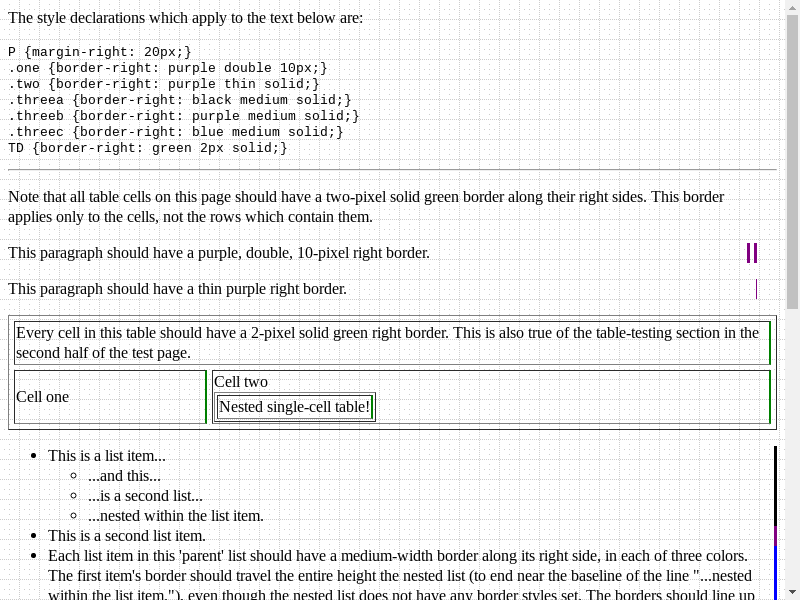 The style declarations which apply to the text below are:
P {margin-right: 20px;}
.one {border-right: purple double 10px;}
.two {border-right: purple thin solid;}
.threea {border-right: black medium solid;}
.threeb {border-right: purple medium solid;}
.threec {border-right: blue medium solid;}
TD {border-right: green 2px solid;}
Note that all table cells on this page should have a two-pixel solid green border along their right sides. This border
applies only to the cells, not the rows which contain them.
This paragraph should have a purple, double, 10-pixel right border.
This paragraph should have a thin purple right border.
Every cell in this table should have a 2-pixel solid green right border. This is also true of the table-testing section in the
second half of the test page.
Cell one
Cell two
Nested single-cell table!
This is a list item...
...and this...
...is a second list...
...nested within the list item.
This is a second list item.
Each list item in this 'parent' list should have a medium-width border along its right side, in each of three colors.
The first item's border should travel the entire height the nested list (to end near the baseline of the line "...nested
within the list item."), even though the nested list does not have any border styles set. The borders should line up